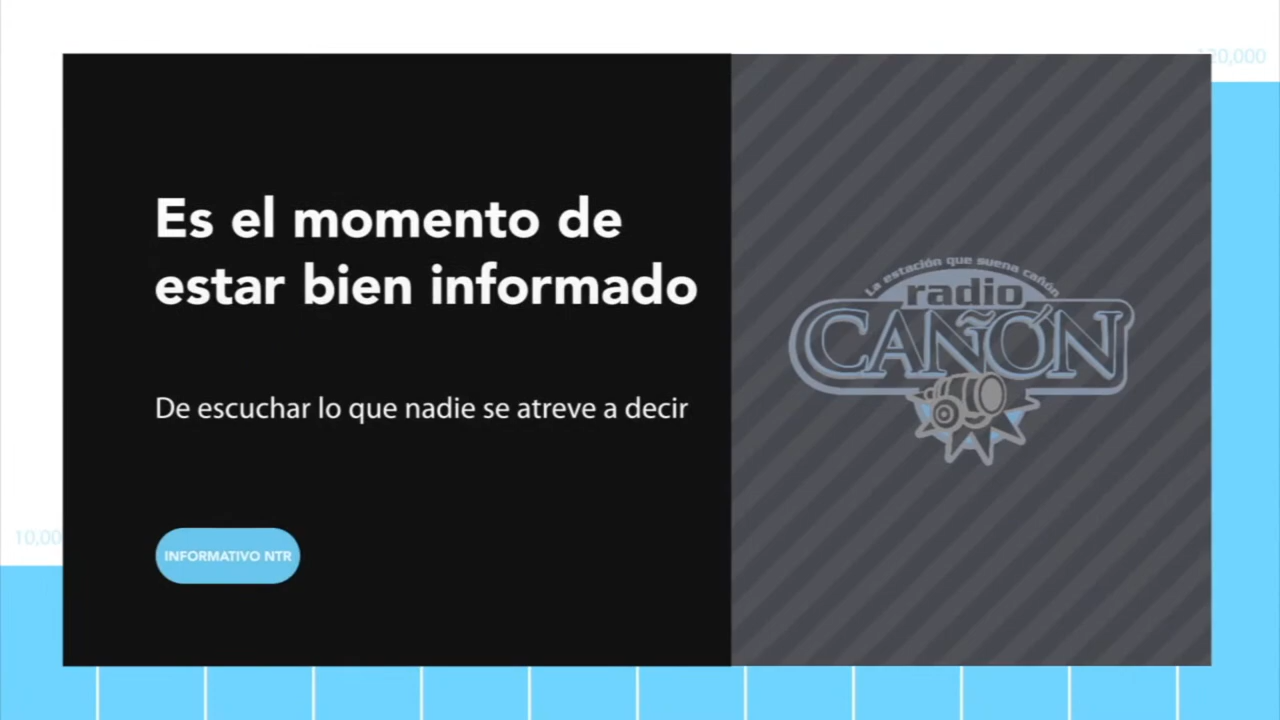 Es el momento de
estar bien informado
De escuchar lo que nadie se atreve a decir
INFORMATIVO NTR
La estación que suena cañón
radio
CAÑÓN